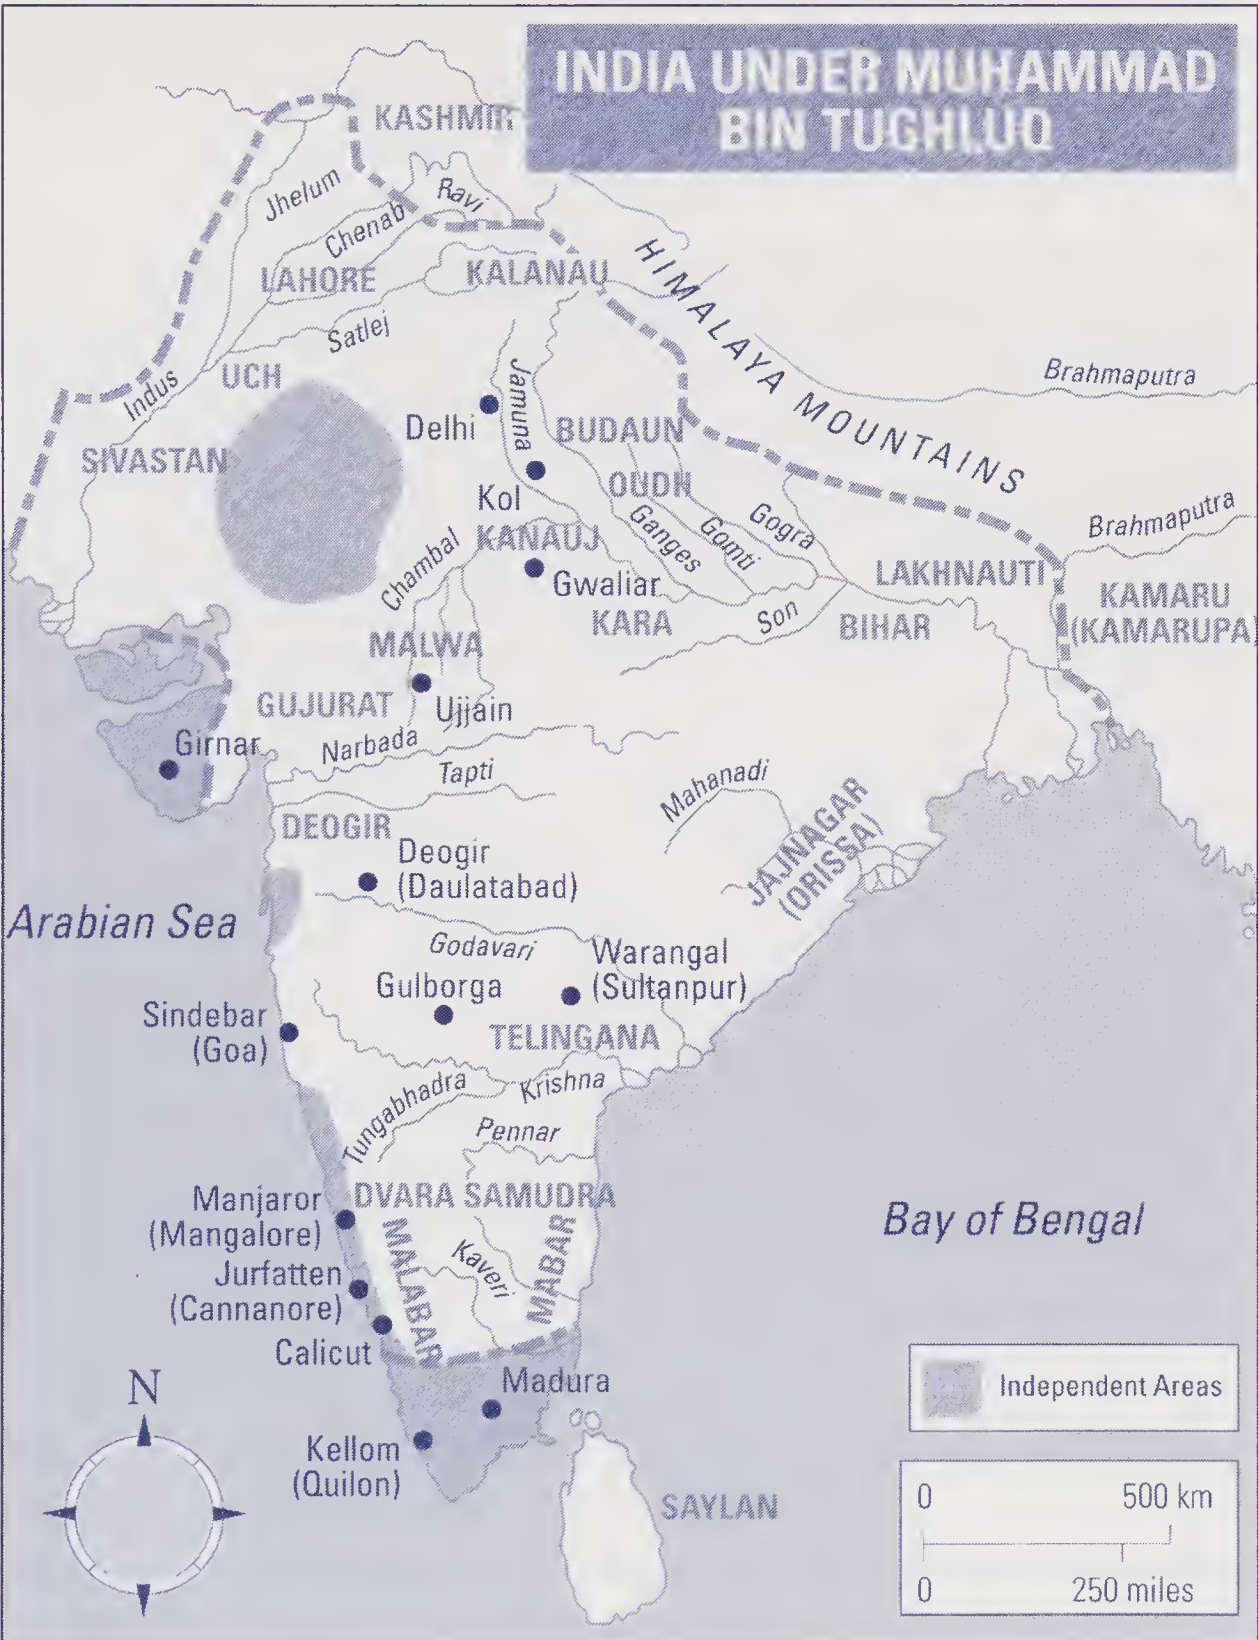 INDIA UNDER MUHAMMAD
BIN TUGHLUQ
KASHMIR
Jhelum
Ravi
Chenab
LAHORE
KALANAU
HIMALAYA MOUNTAINS
Satlej
UCH
Indus
Jamuna
Brahmaputra
Delhi
BUDAUN
SIVASTAN
OUDH
Kol
KANAUJ
Ganges
Gomti
Gogra
Brahmaputra
Chambal
Gwaliar
LAKHNAUTI
KAMARU
(KAMARUPA)
KARA
Son
BIHAR
MALWA
GUJURAT
Ujjain
Girnar
Narbada
Tapti
Mahanadi
JAJNAGAR
(ORISSA)
DEOGIR
Deogir
(Daulatabad)
Arabian Sea
Godavari
Warangal
(Sultanpur)
Gulborga
Sindebar
(Goa)
TELINGANA
Tungabhadra
Krishna
Pennar
Manjaror
(Mangalore)
DVARA SAMUDRA
Bay of Bengal
MALABAR
Kaveri
MABAR
Jurfatten
(Cannanore)
Calicut
Madura
Independent Areas
N
Kellom
(Quilon)
SAYLAN
0 500 km
0 250 miles